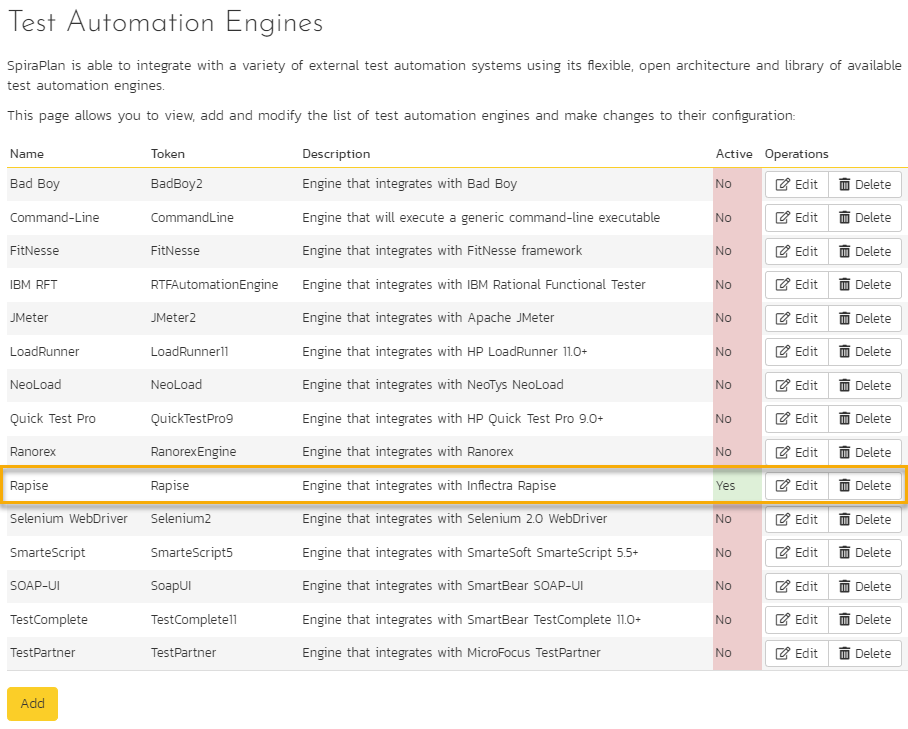 Test Automation Engines
SpiraPlan is able to integrate with a variety of external test automation systems using its flexible, open architecture and library of available
test automation engines.
This page allows you to view, add and modify the list of test automation engines and make changes to their configuration:
Name Token Description Active Operations
Bad Boy BadBoy2 Engine that integrates with Bad Boy No Edit Delete
Command-Line CommandLine Engine that will execute a generic command-line executable No Edit Delete
FitNesse FitNesse Engine that integrates with FitNesse framework No Edit Delete
IBM RFT RTFAutomationEngine Engine that integrates with IBM Rational Functional Tester No Edit Delete
JMeter JMeter2 Engine that integrates with Apache JMeter No Edit Delete
LoadRunner LoadRunner11 Engine that integrates with HP LoadRunner 11.0+ No Edit Delete
NeoLoad NeoLoad Engine that integrates with NeoTys NeoLoad No Edit Delete
Quick Test Pro QuickTestPro9 Engine that integrates with HP Quick Test Pro 9.0+ No Edit Delete
Ranorex RanorexEngine Engine that integrates with Ranorex No Edit Delete
Rapise Rapise Engine that integrates with Inflectra Rapise Yes Edit Delete
Selenium WebDriver Selenium2 Engine that integrates with Selenium 2.0 WebDriver No Edit Delete
SmarteScript SmarteScript5 Engine that integrates with SmarteSoft SmarteScript 5.5+ No Edit Delete
SOAP-UI SoapUI Engine that integrates with SmartBear SOAP-UI No Edit Delete
TestComplete TestComplete11 Engine that integrates with SmartBear TestComplete 11.0+ No Edit Delete
TestPartner TestPartner Engine that integrates with MicroFocus TestPartner No Edit Delete
Add